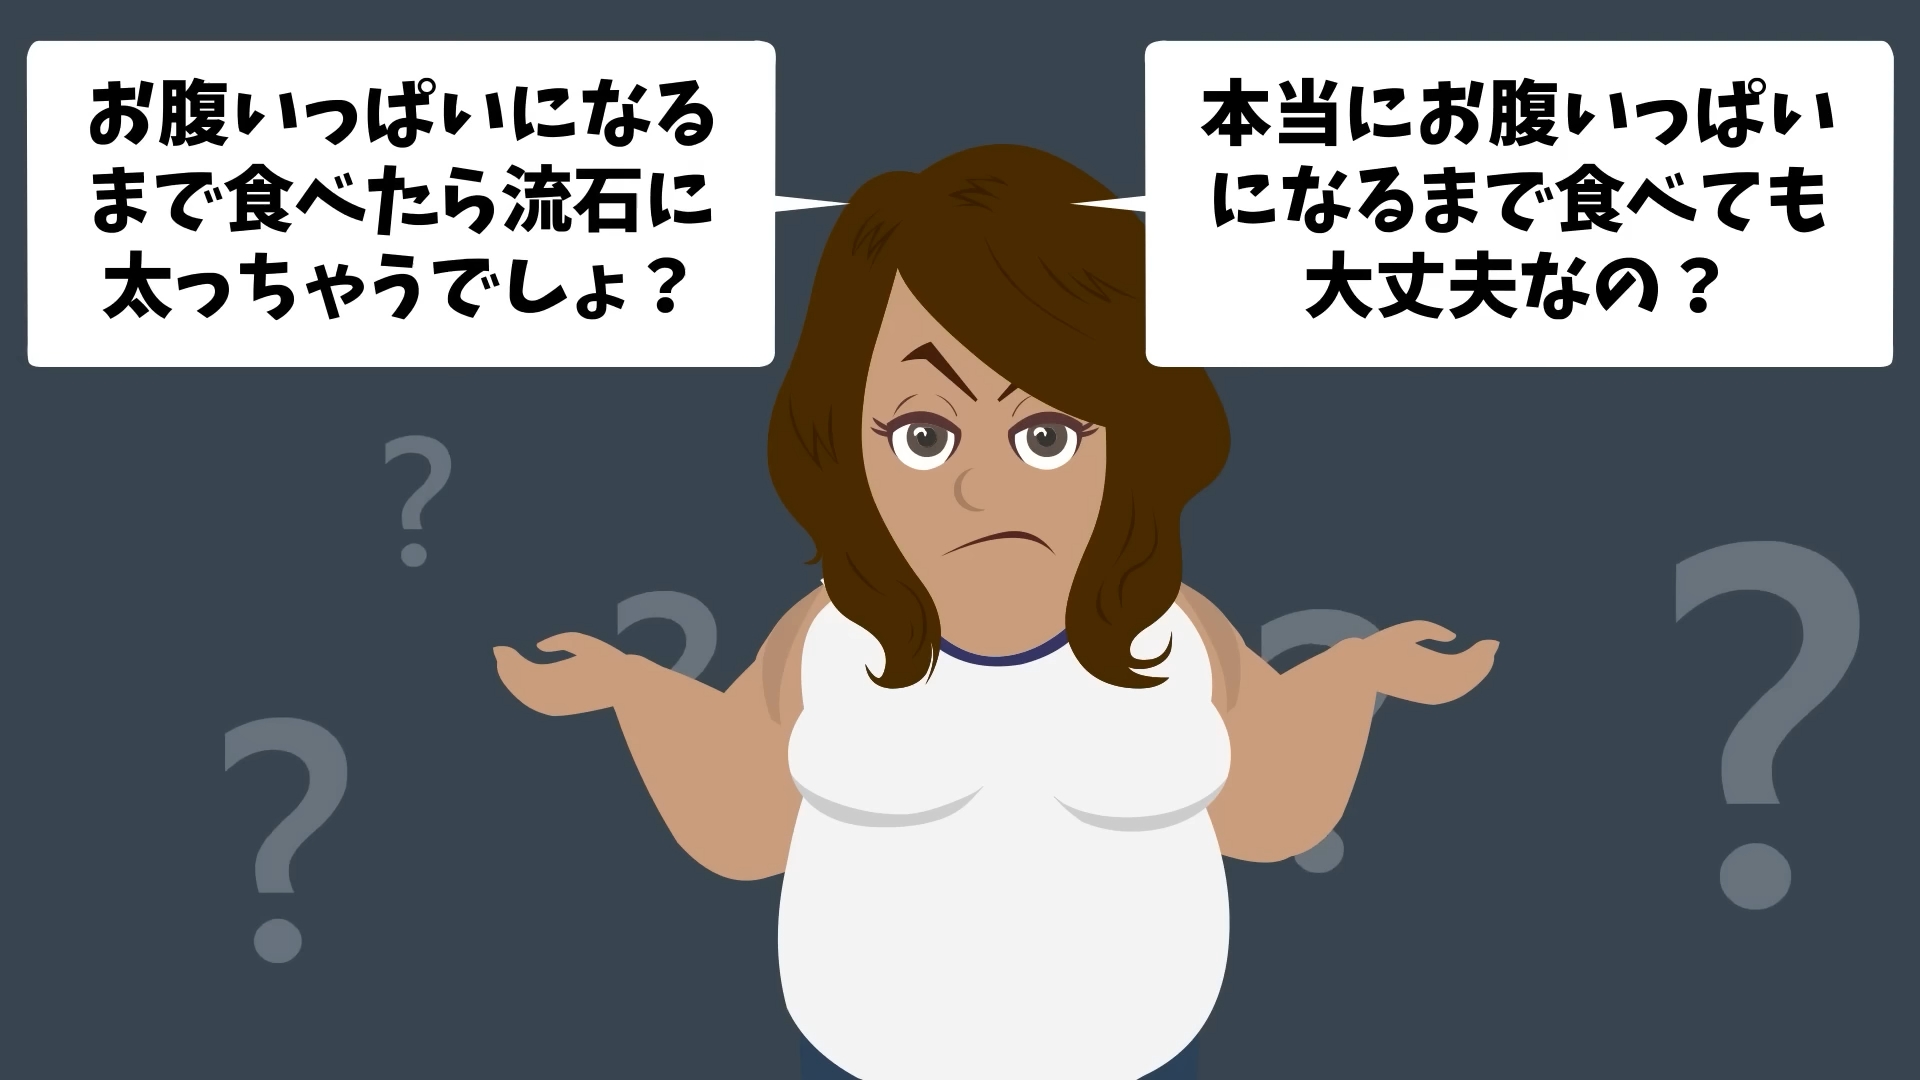 お腹いっぱいになる
まで食べたら流石に
太っちゃうでしょ？
本当にお腹いっぱい
になるまで食べても
大丈夫なの？
?
?
?
?
?